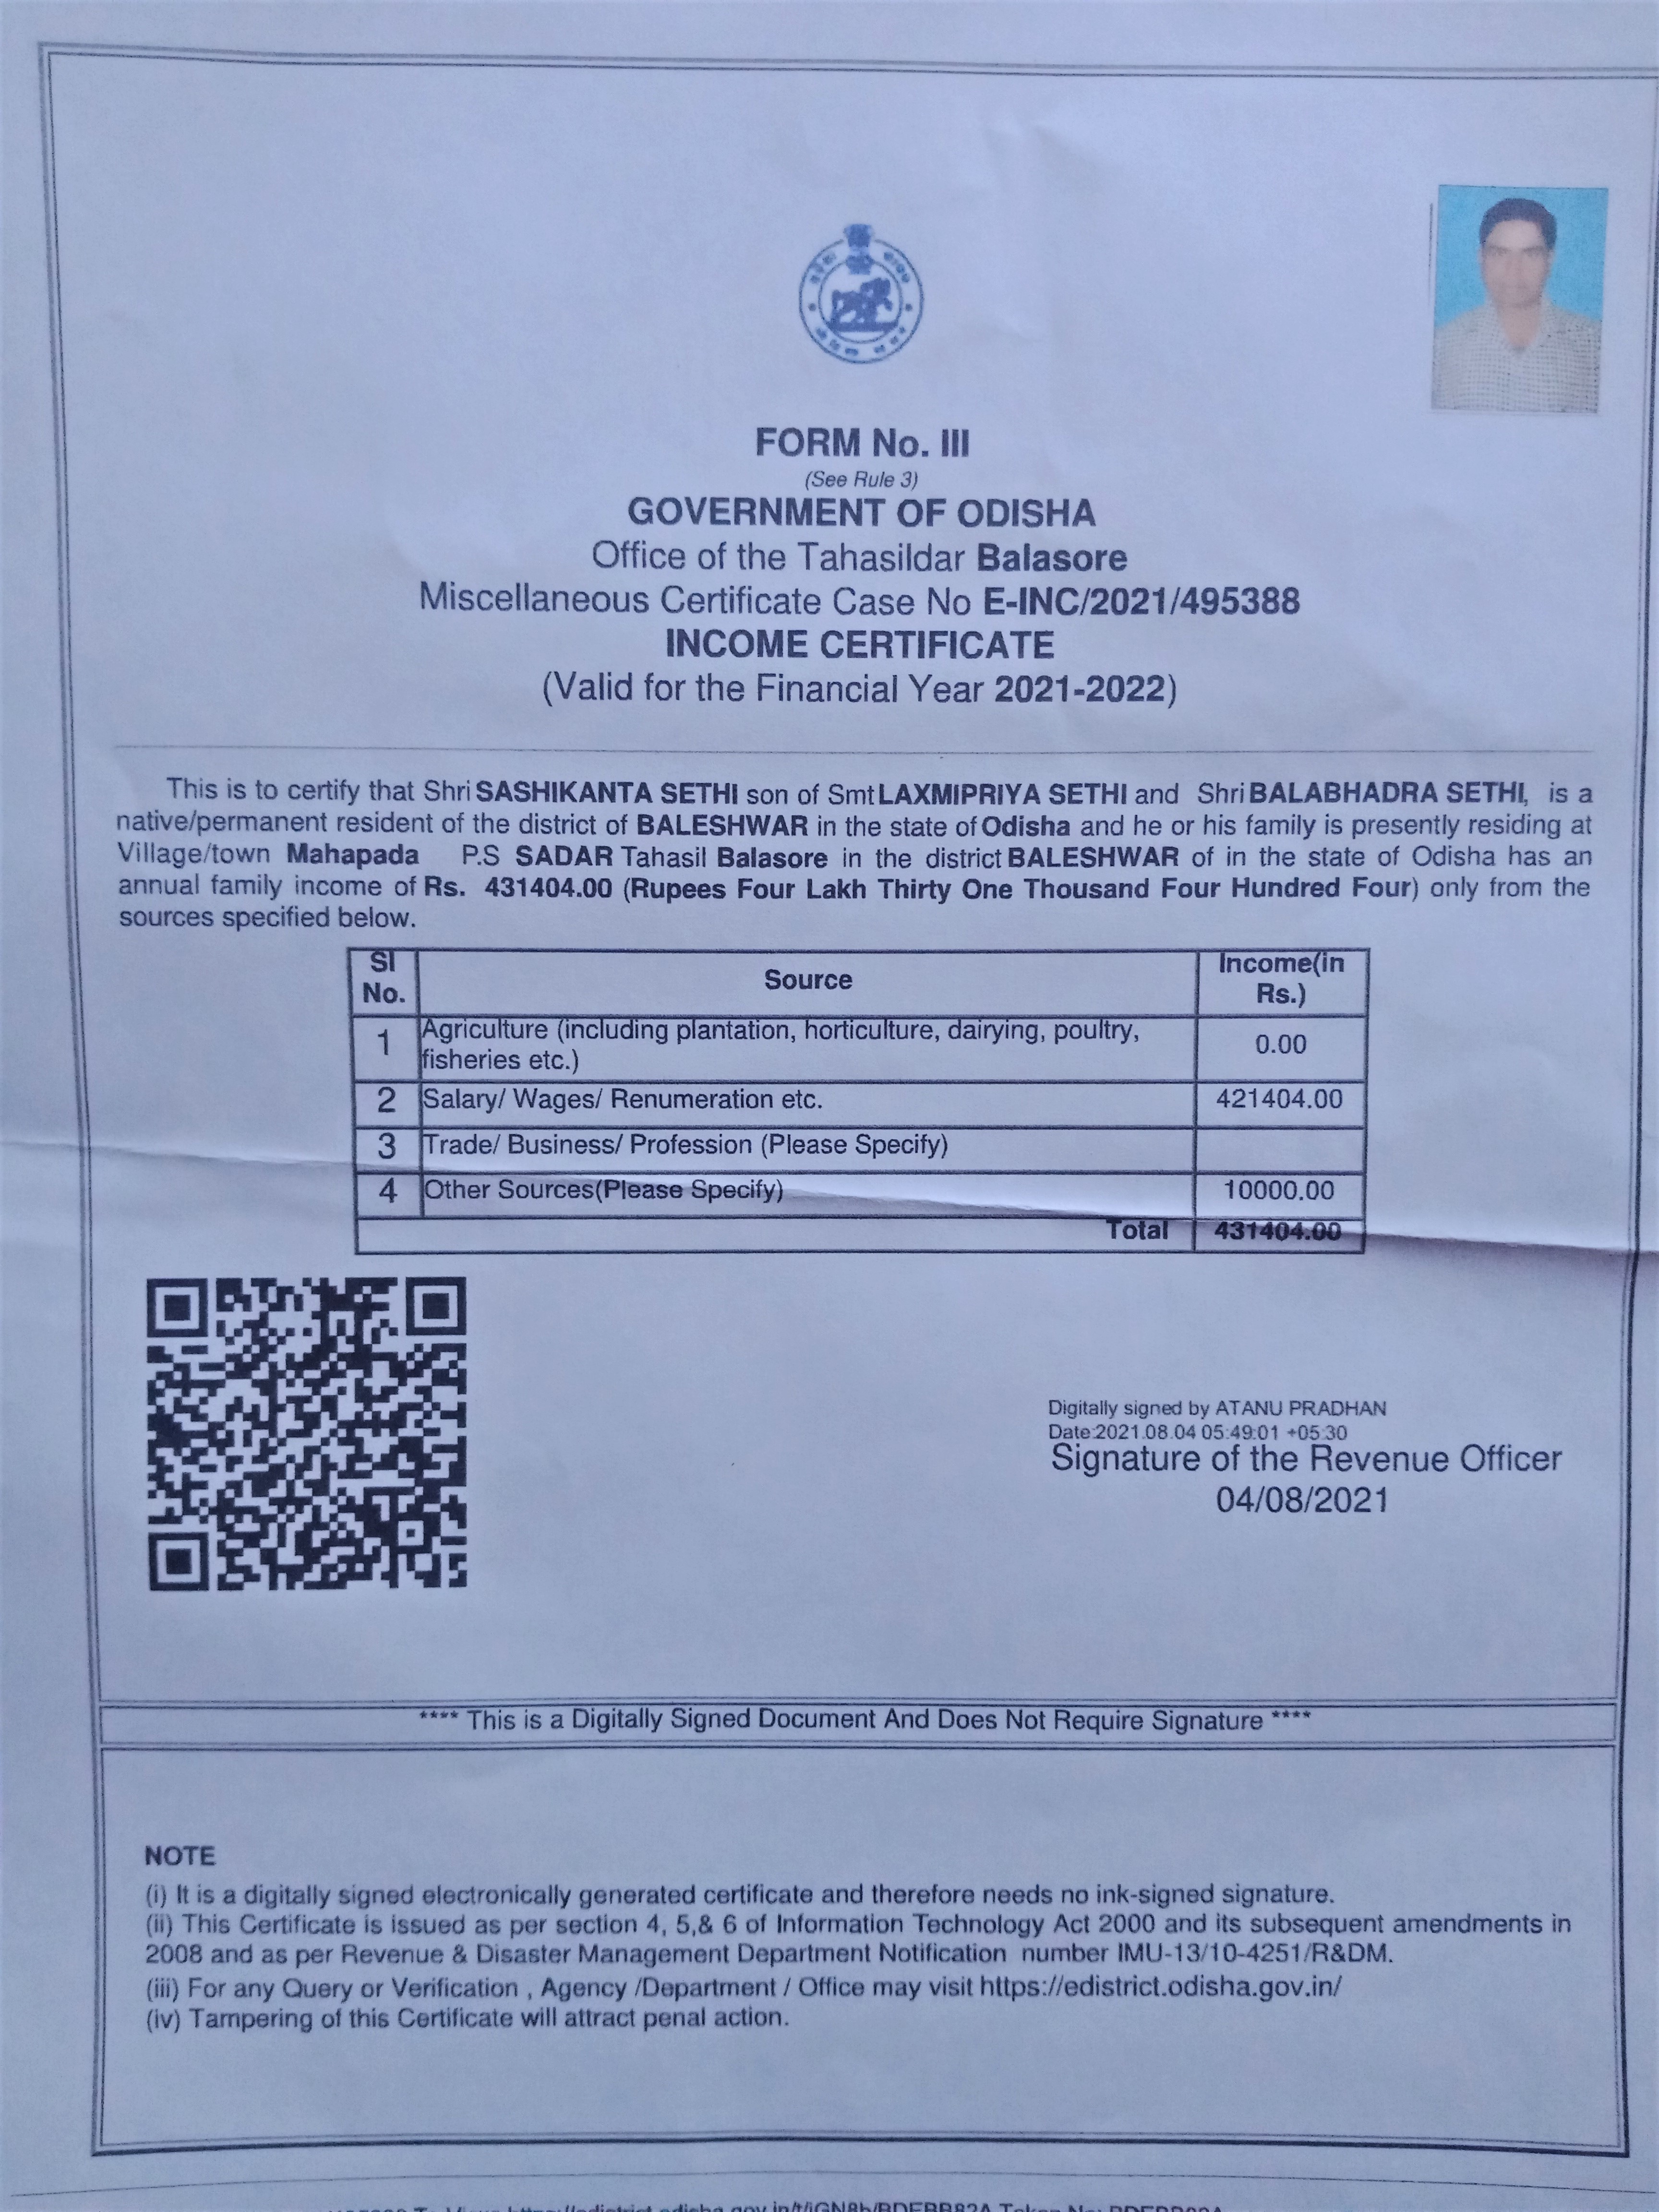 FORM No. III
(See Rule 3)
GOVERNMENT OF ODISHA
Office of the Tahasildar Balasore
Miscellaneous Certificate Case No E-INC/2021/495388
INCOME CERTIFICATE
(Valid for the Financial Year 2021-2022)
This is to certify that Shri SASHIKANTA SETHI son of Smt LAXMIPRIYA SETHI and Shri BALABHADRA SETHI, is a
native/permanent resident of the district of BALESHWAR in the state of Odisha and he or his family is presently residing at
Village/town Mahapada P.S SADAR Tahasil Balasore in the district BALESHWAR of in the state of Odisha has an
annual family income of Rs. 431404.00 (Rupees Four Lakh Thirty One Thousand Four Hundred Four) only from the
sources specified below.
Sl No. Source Income(in Rs.)
1 Agriculture (including plantation, horticulture, dairying, poultry,
fisheries etc.) 0.00
2 Salary/ Wages/ Renumeration etc. 421404.00
3 Trade/ Business/ Profession (Please Specify)
4 Other Sources(Please Specify) 10000.00
Total 431404.00
Digitally signed by ATANU PRADHAN
Date:2021.08.04 05:49:01 +05:30
Signature of the Revenue Officer
04/08/2021
**** This is a Digitally Signed Document And Does Not Require Signature ****
NOTE
(i) It is a digitally signed electronically generated certificate and therefore needs no ink-signed signature.
(ii) This Certificate is issued as per section 4, 5,& 6 of Information Technology Act 2000 and its subsequent amendments in
2008 and as per Revenue & Disaster Management Department Notification number IMU-13/10-4251/R&DM.
(iii) For any Query or Verification , Agency /Department / Office may visit https://edistrict.odisha.gov.in/
(iv) Tampering of this Certificate will attract penal action.